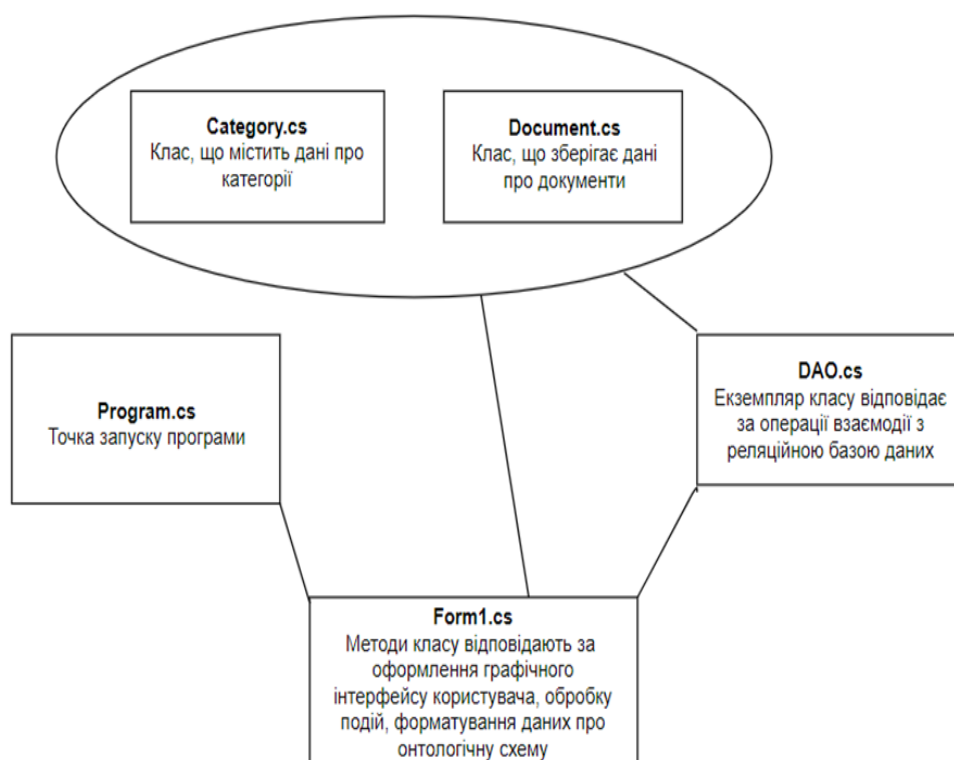 Category.cs
Клас, що містить дані про
категорії
Document.cs
Клас, що зберігає дані
про документи
Program.cs
Точка запуску програми
DAO.cs
Екземпляр класу відповідає
за операції взаємодії з
реляційною базою даних
Form1.cs
Методи класу відповідають за
оформлення графічного
інтерфейсу користувача, обробку
подій, форматування даних про
онтологічну схему